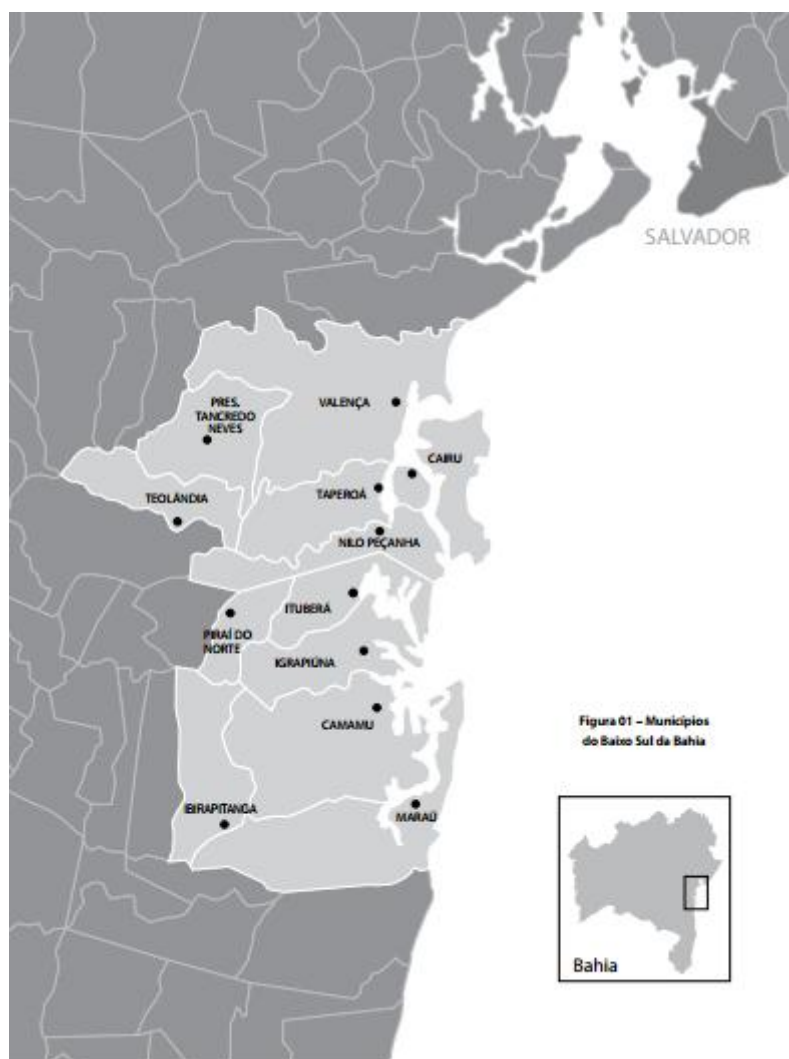 SALVADOR
PRES.
TANCREDO
NEVES
VALENÇA
CAIRU
TEOLÂNDIA
TAPEROÁ
NILO PEÇANHA
ITUBERÁ
PIRAÍ DO
NORTE
IGRAPIÚNA
CAMAMU
IBIRAPITANGA
MARAÚ
Figura 01 – Municípios
do Baixo Sul da Bahia
Bahia